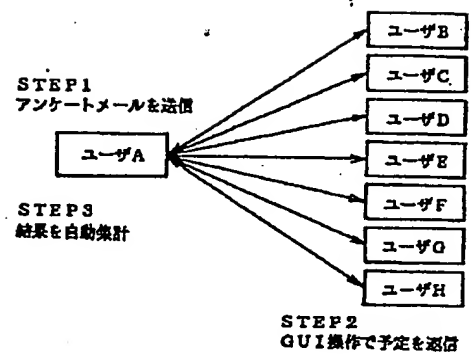 STEP1
アンケートメールを送信
ユーザA
STEP3
結果を自動集計
ユーザB
ユーザC
ユーザD
ユーザE
ユーザF
ユーザG
ユーザH
STEP2
GUI操作で予定を返信